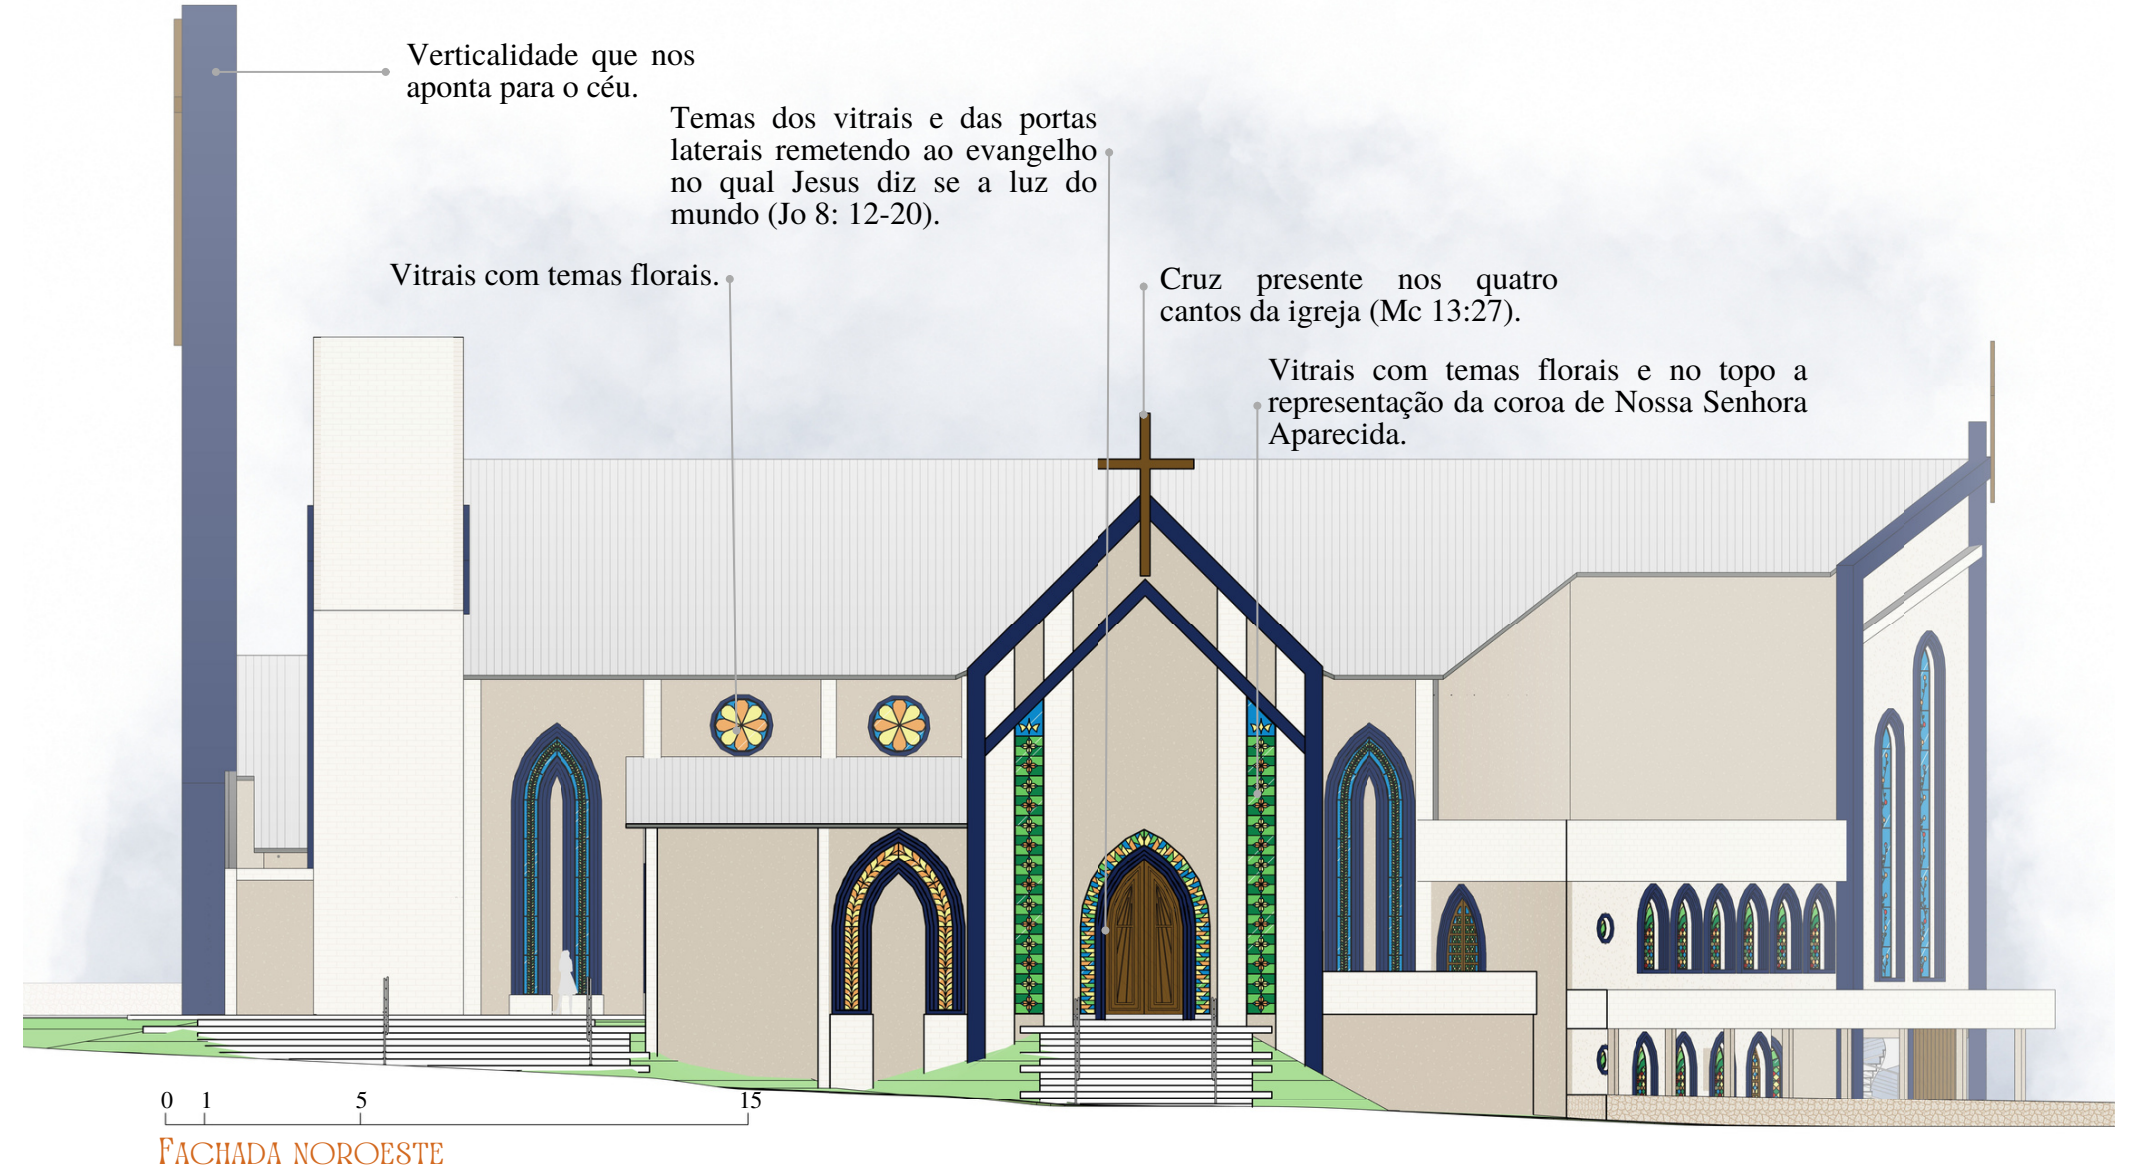 Verticalidade que nos
aponta para o céu.
Temas dos vitrais e das portas
laterais remetendo ao evangelho
no qual Jesus diz se a luz do
mundo (Jo 8: 12-20).
Vitrais com temas florais.
Cruz presente nos quatro
cantos da igreja (Mc 13:27).
Vitrais com temas florais e no topo a
representação da coroa de Nossa Senhora
Aparecida.
0 1 5 15
FACHADA NOROESTE